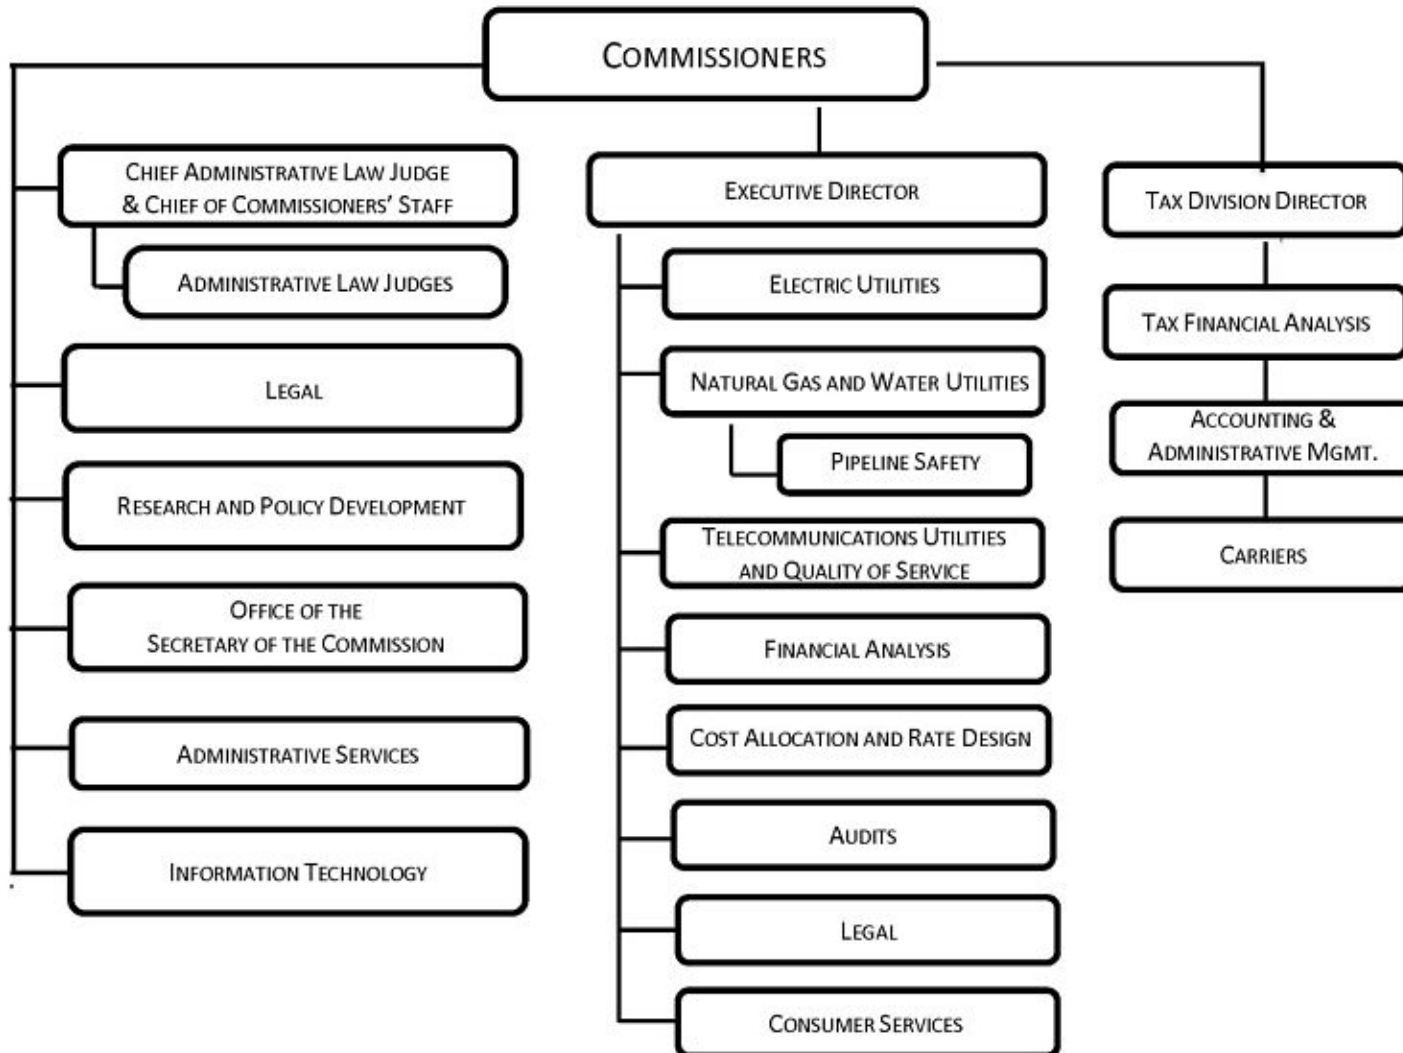 COMMISSIONERS
CHIEF ADMINISTRATIVE LAW JUDGE
& CHIEF OF COMMISSIONERS' STAFF
ADMINISTRATIVE LAW JUDGES
LEGAL
RESEARCH AND POLICY DEVELOPMENT
OFFICE OF THE
SECRETARY OF THE COMMISSION
ADMINISTRATIVE SERVICES
INFORMATION TECHNOLOGY
EXECUTIVE DIRECTOR
ELECTRIC UTILITIES
NATURAL GAS AND WATER UTILITIES
PIPELINE SAFETY
TELECOMMUNICATIONS UTILITIES
AND QUALITY OF SERVICE
FINANCIAL ANALYSIS
COST ALLOCATION AND RATE DESIGN
AUDITS
LEGAL
CONSUMER SERVICES
TAX DIVISION DIRECTOR
TAX FINANCIAL ANALYSIS
ACCOUNTING &
ADMINISTRATIVE MGMT.
CARRIERS